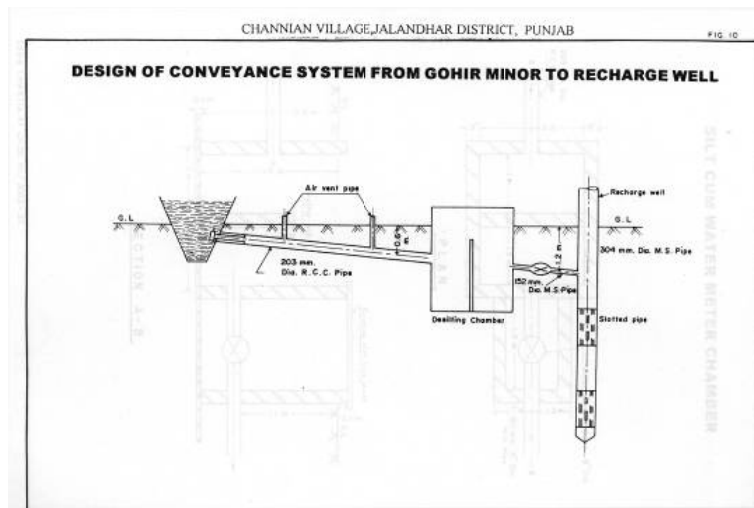 CHANNIAN VILLAGE,JALANDHAR DISTRICT, PUNJAB
FIG. 10
DESIGN OF CONVEYANCE SYSTEM FROM GOHIR MINOR TO RECHARGE WELL
Air vent pipe
Recharge well
G.L
G.L
0.6 m
1.2 m
304 mm. Dia. M.S. Pipe
203 mm.
Dia. R.C.C. Pipe
152 mm.
Dia. M.S. Pipe
Desilting Chamber
Slotted pipe
SILT CUM WATER METER CHAMBER
PLAN
SECTION A-B